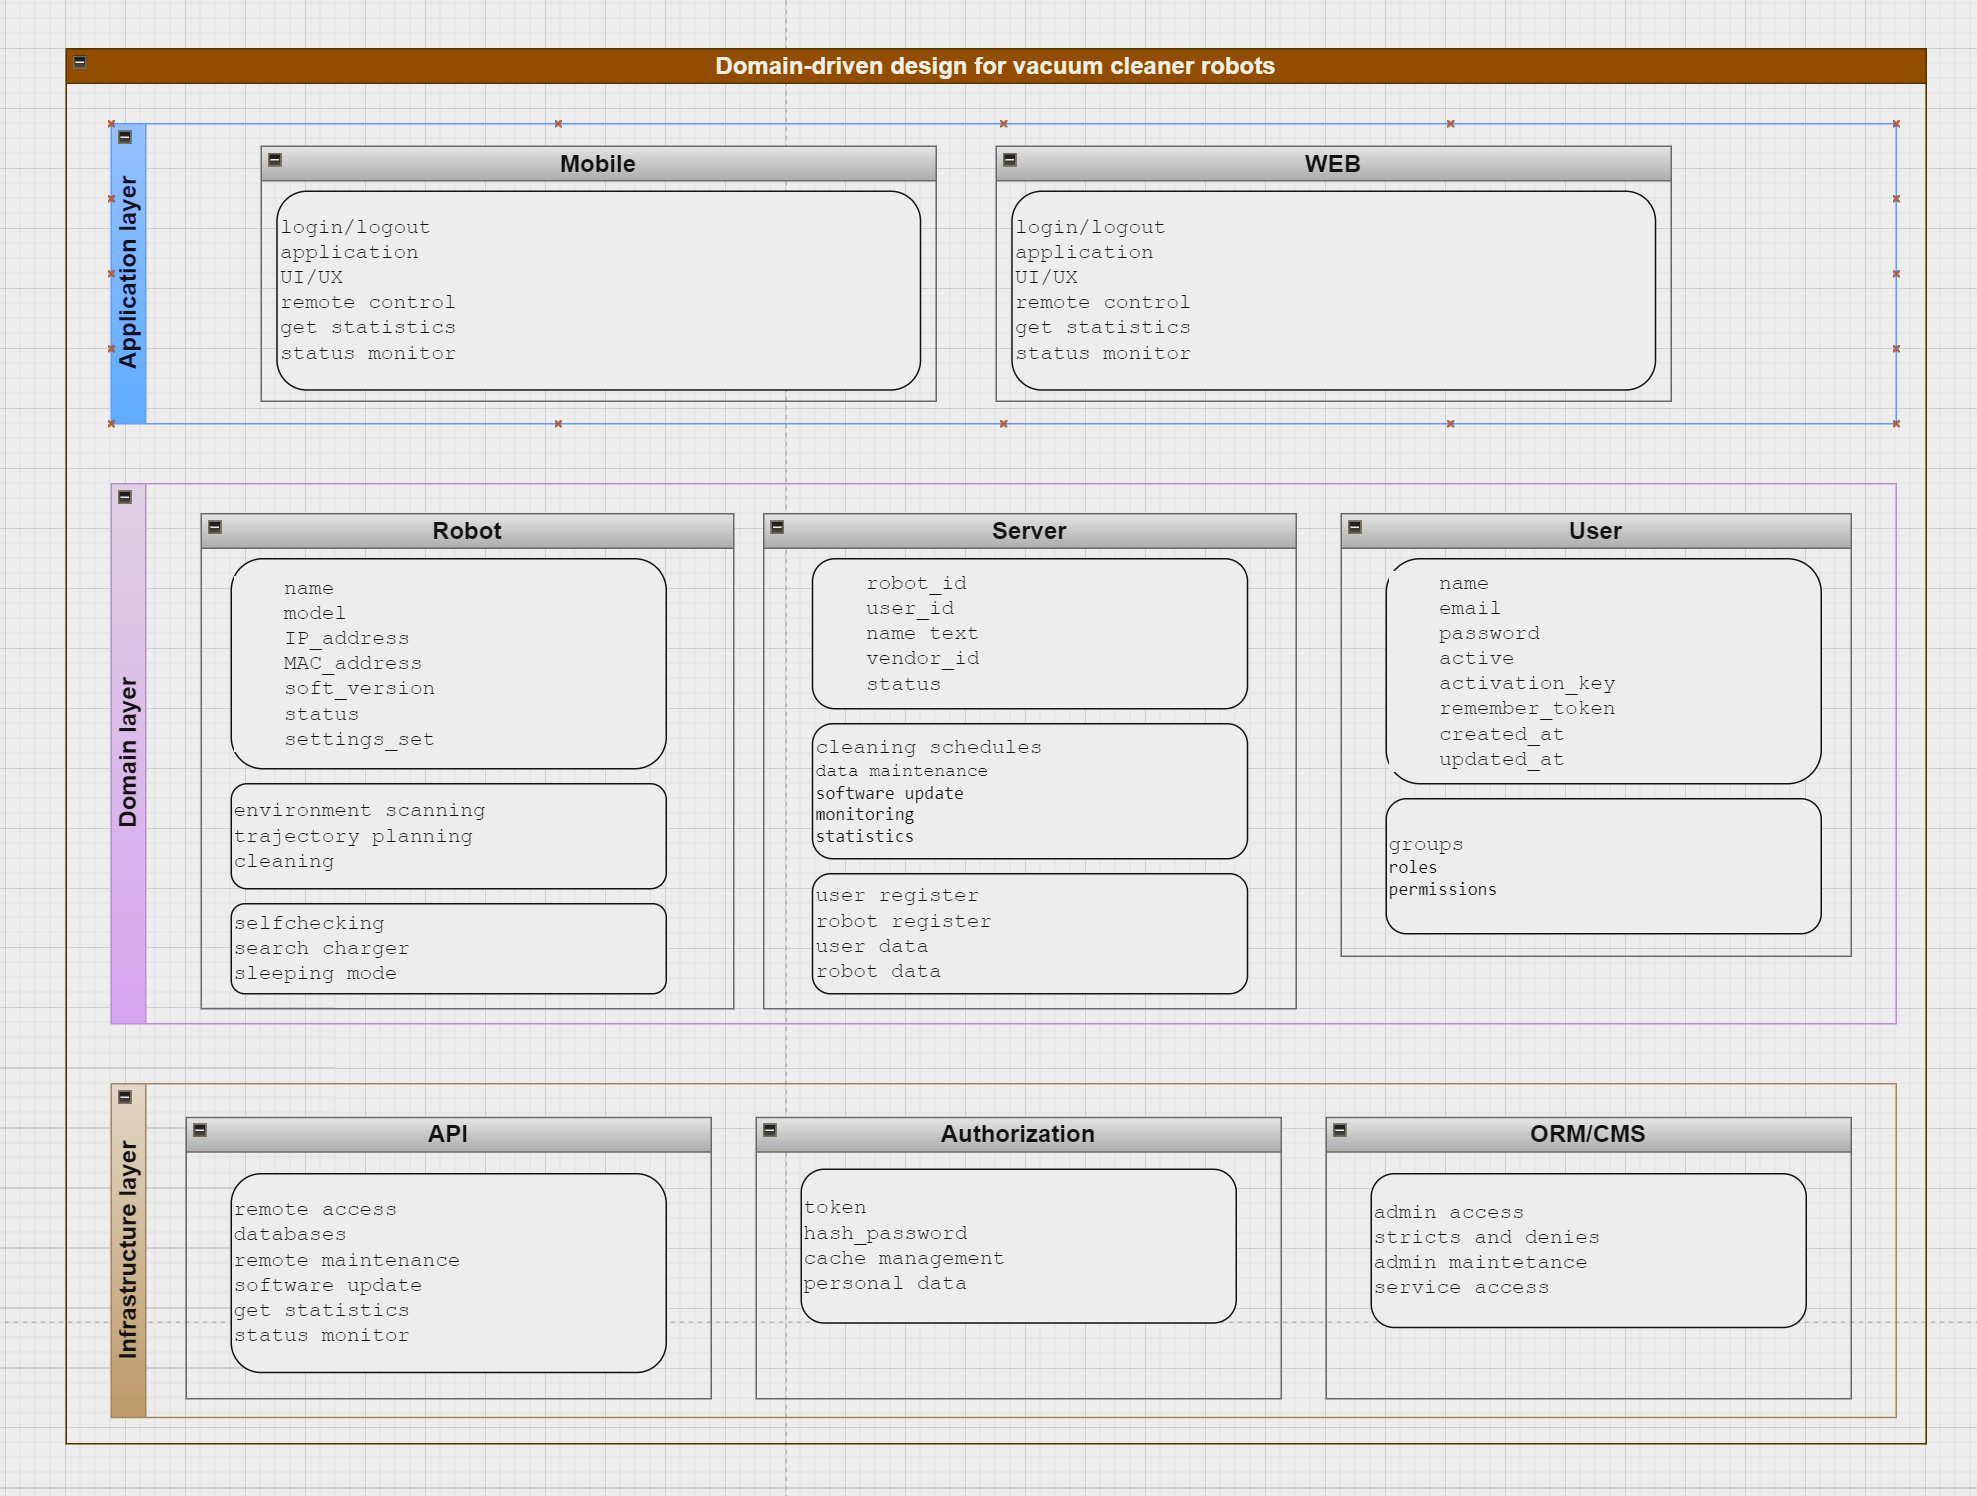 Domain-driven design for vacuum cleaner robots
Application layer
Mobile
login/logout
application
UI/UX
remote control
get statistics
status monitor
WEB
login/logout
application
UI/UX
remote control
get statistics
status monitor
Domain layer
Robot
name
model
IP_address
MAC_address
soft_version
status
settings_set
environment scanning
trajectory planning
cleaning
selfchecking
search charger
sleeping mode
Server
robot_id
user_id
name text
vendor_id
status
cleaning schedules
data maintenance
software update
monitoring
statistics
user register
robot register
user data
robot data
User
name
email
password
active
activation_key
remember_token
created_at
updated_at
groups
roles
permissions
Infrastructure layer
API
remote access
databases
remote maintenance
software update
get statistics
status monitor
Authorization
token
hash_password
cache management
personal data
ORM/CMS
admin access
stricts and denies
admin maintetance
service access